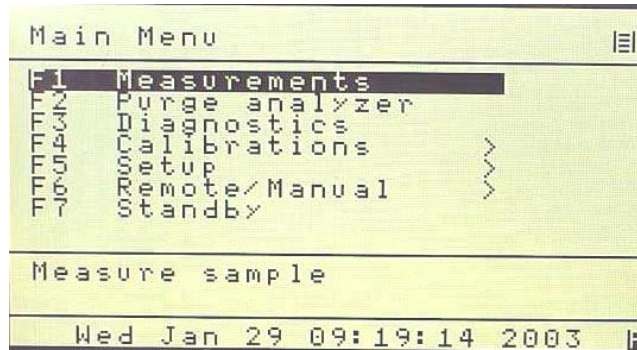 Main Menu
F1 Measurements
F2 Purge analyzer
F3 Diagnostics
F4 Calibrations >
F5 Setup >
F6 Remote/Manual >
F7 Standby
Measure sample
Wed Jan 29 09:19:14 2003